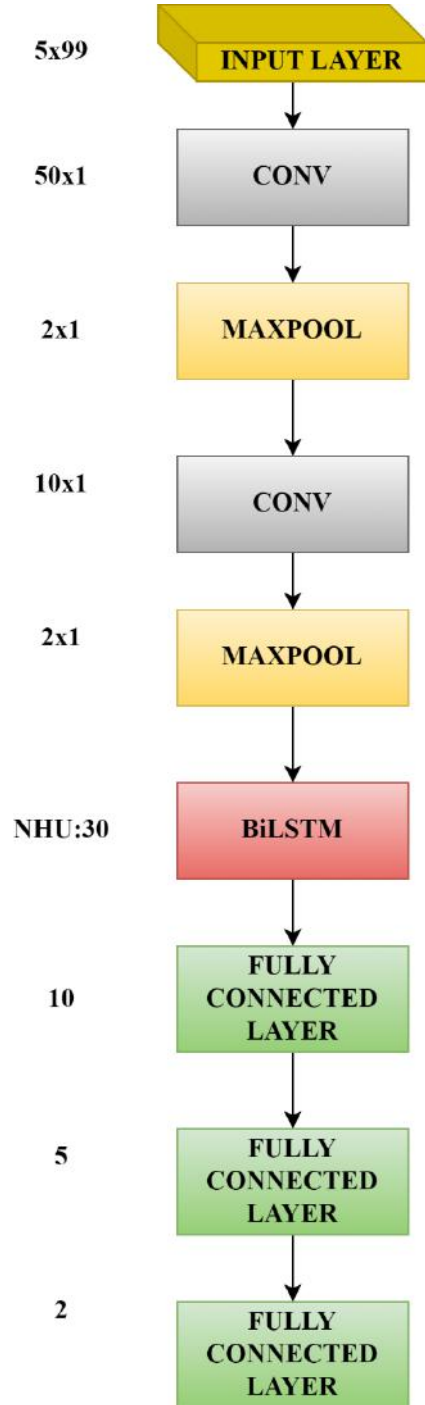 5x99
INPUT LAYER
50x1
CONV
2x1
MAXPOOL
10x1
CONV
2x1
MAXPOOL
NHU:30
BiLSTM
10
FULLY
CONNECTED
LAYER
5
FULLY
CONNECTED
LAYER
2
FULLY
CONNECTED
LAYER